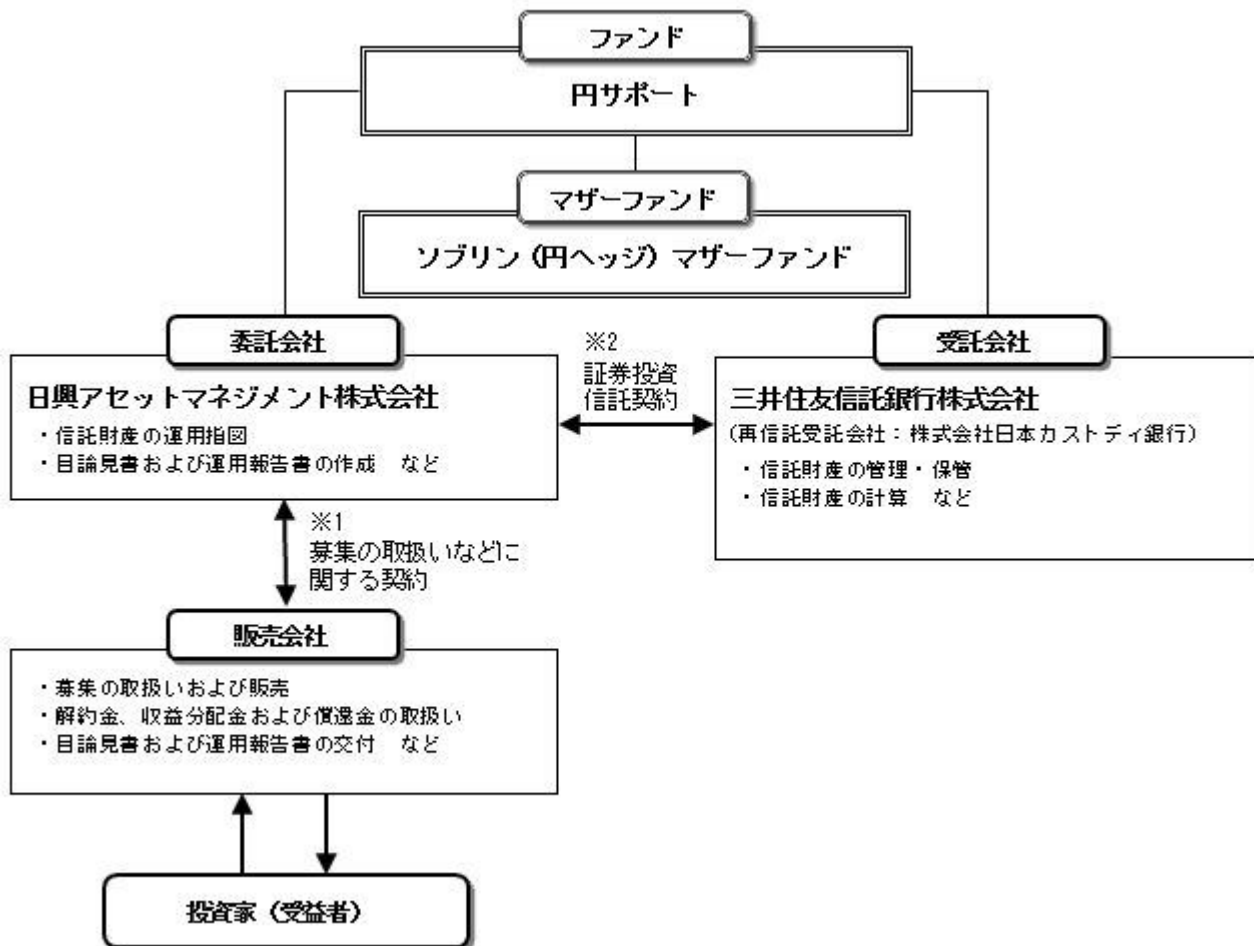 ファンド
円サポート
マザーファンド
ソブリン（円ヘッジ）マザーファンド
委託会社
日興アセットマネジメント株式会社
・信託財産の運用指図
・目論見書および運用報告書の作成　など
※2
証券投資
信託契約
受託会社
三井住友信託銀行株式会社
（再信託受託会社：株式会社日本カストディ銀行）
・信託財産の管理・保管
・信託財産の計算　など
※1
募集の取扱いなどに
関する契約
販売会社
・募集の取扱いおよび販売
・解約金、収益分配金および償還金の取扱い
・目論見書および運用報告書の交付　など
投資家（受益者）